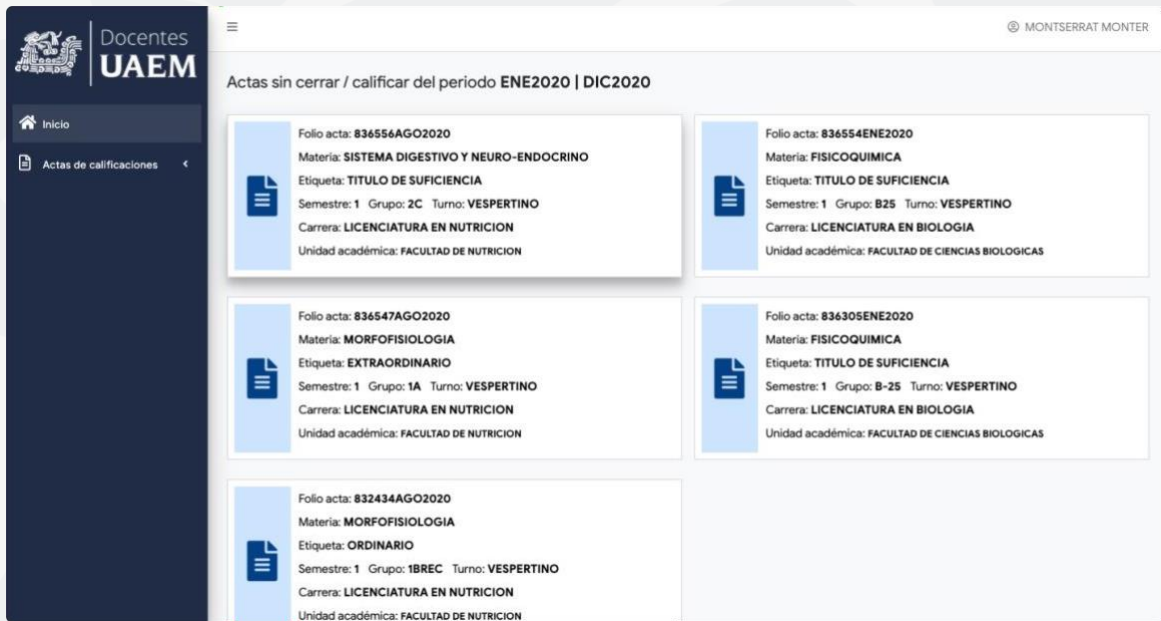 Docentes
UAEM
MONTSERRAT MONTER
Inicio
Actas de calificaciones
Actas sin cerrar / calificar del periodo ENE2020 | DIC2020
Folio acta: 836556AGO2020
Materia: SISTEMA DIGESTIVO Y NEURO-ENDOCRINO
Etiqueta: TITULO DE SUFICIENCIA
Semestre: 1 Grupo: 2C Turno: VESPERTINO
Carrera: LICENCIATURA EN NUTRICION
Unidad académica: FACULTAD DE NUTRICION
Folio acta: 836554ENE2020
Materia: FISICOQUIMICA
Etiqueta: TITULO DE SUFICIENCIA
Semestre: 1 Grupo: B25 Turno: VESPERTINO
Carrera: LICENCIATURA EN BIOLOGIA
Unidad académica: FACULTAD DE CIENCIAS BIOLOGICAS
Folio acta: 836547AGO2020
Materia: MORFOFISIOLOGIA
Etiqueta: EXTRAORDINARIO
Semestre: 1 Grupo: 1A Turno: VESPERTINO
Carrera: LICENCIATURA EN NUTRICION
Unidad académica: FACULTAD DE NUTRICION
Folio acta: 836305ENE2020
Materia: FISICOQUIMICA
Etiqueta: TITULO DE SUFICIENCIA
Semestre: 1 Grupo: B-25 Turno: VESPERTINO
Carrera: LICENCIATURA EN BIOLOGIA
Unidad académica: FACULTAD DE CIENCIAS BIOLOGICAS
Folio acta: 832434AGO2020
Materia: MORFOFISIOLOGIA
Etiqueta: ORDINARIO
Semestre: 1 Grupo: 1BREC Turno: VESPERTINO
Carrera: LICENCIATURA EN NUTRICION
Unidad académica: FACULTAD DE NUTRICION